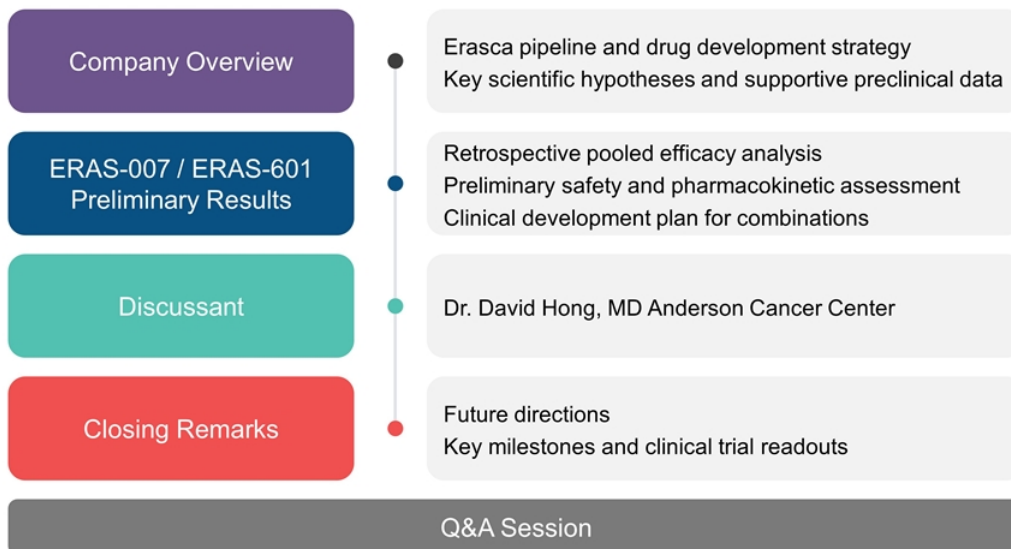 Company Overview
Erasca pipeline and drug development strategy
Key scientific hypotheses and supportive preclinical data
ERAS-007 / ERAS-601
Preliminary Results
Retrospective pooled efficacy analysis
Preliminary safety and pharmacokinetic assessment
Clinical development plan for combinations
Discussant
Dr. David Hong, MD Anderson Cancer Center
Closing Remarks
Future directions
Key milestones and clinical trial readouts
Q&A Session